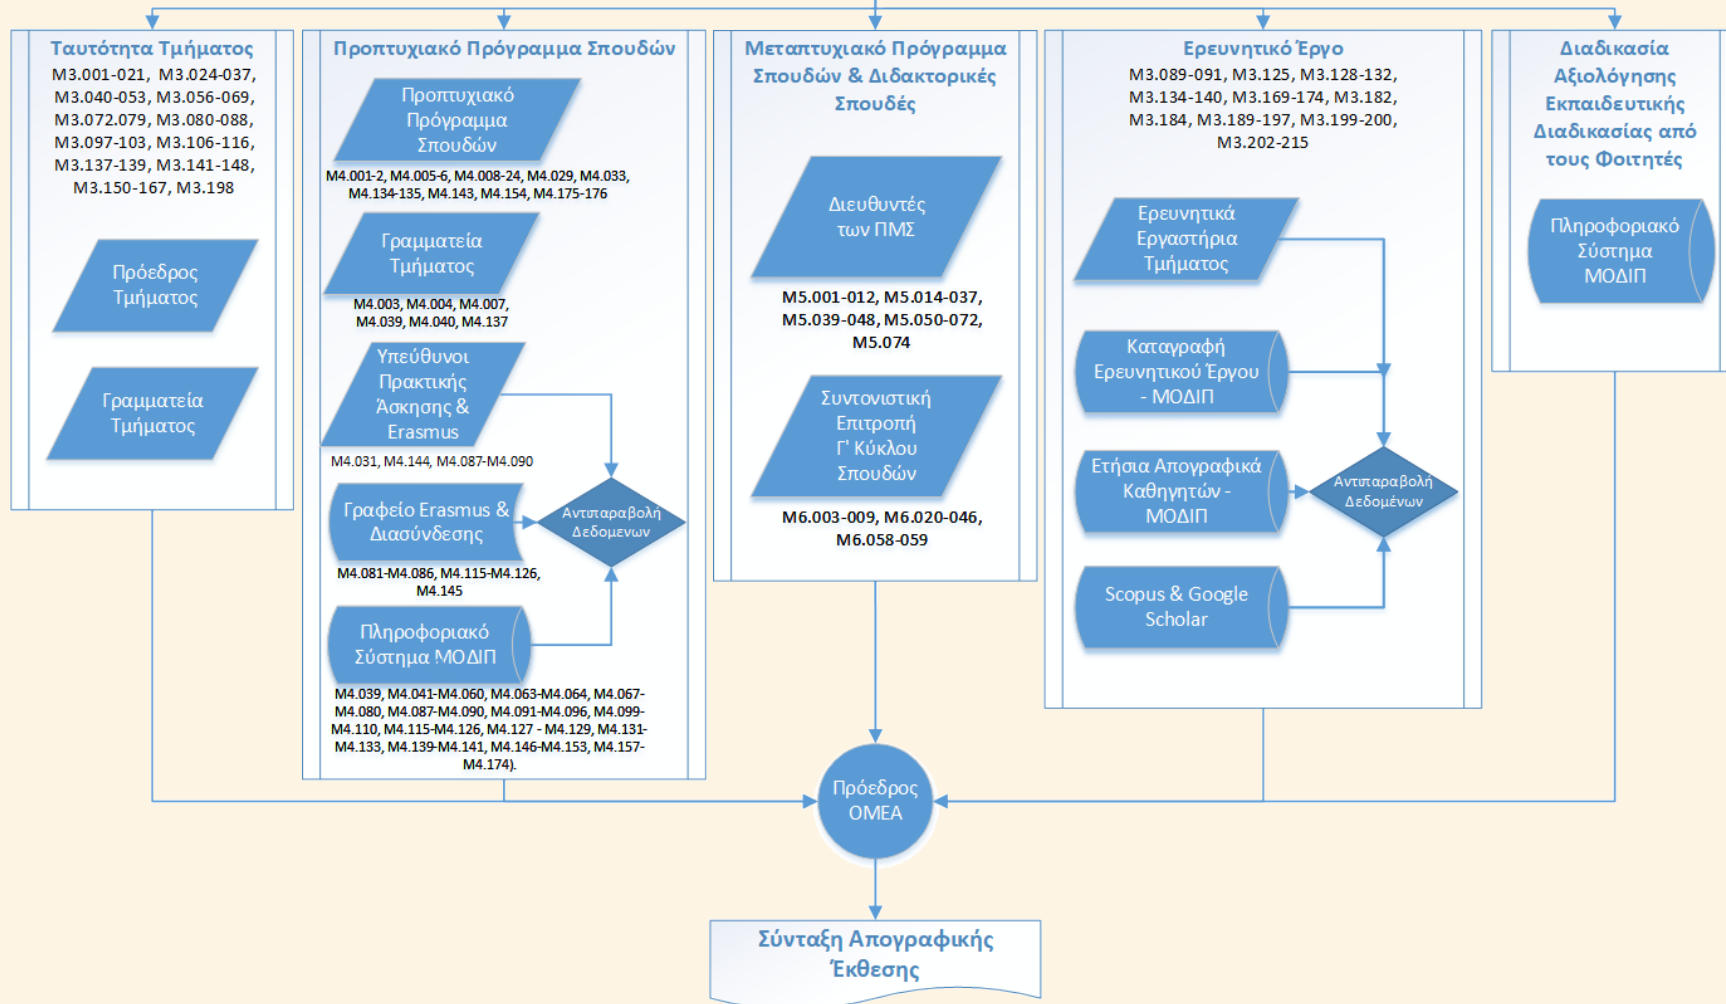 Ταυτότητα Τμήματος
M3.001-021, M3.024-037,
M3.040-053, M3.056-069,
M3.072.079, M3.080-088,
M3.097-103, M3.106-116,
M3.137-139, M3.141-148,
M3.150-167, M3.198
Πρόεδρος
Τμήματος
Γραμματεία
Τμήματος
Προπτυχιακό Πρόγραμμα Σπουδών
Προπτυχιακό
Πρόγραμμα
Σπουδών
M4.001-2, M4.005-6, M4.008-24, M4.029, M4.033,
M4.134-135, M4.143, M4.154, M4.175-176
Γραμματεία
Τμήματος
M4.003, M4.004, M4.007,
M4.039, M4.040, M4.137
Υπεύθυνοι
Πρακτικής
Άσκησης &
Erasmus
M4.031, M4.144, M4.087-M4.090
Γραφείο Erasmus &
Διασύνδεσης
M4.081-M4.086, M4.115-M4.126,
M4.145
Πληροφοριακό
Σύστημα ΜΟΔΙΠ
M4.039, M4.041-M4.060, M4.063-M4.064, M4.067-
M4.080, M4.087-M4.090, M4.091-M4.096, M4.099-
M4.110, M4.115-M4.126, M4.127 - M4.129, M4.131-
M4.133, M4.139-M4.141, M4.146-M4.153, M4.157-
M4.174).
Αντιπαραβολή
Δεδομενων
Μεταπτυχιακό Πρόγραμμα
Σπουδών & Διδακτορικές
Σπουδές
Διευθυντές
των ΠΜΣ
M5.001-012, M5.014-037,
M5.039-048, M5.050-072,
M5.074
Συντονιστική
Επιτροπή
Γ' Κύκλου
Σπουδών
M6.003-009, M6.020-046,
M6.058-059
Ερευνητικό Έργο
M3.089-091, M3.125, M3.128-132,
M3.134-140, M3.169-174, M3.182,
M3.184, M3.189-197, M3.199-200,
M3.202-215
Ερευνητικά
Εργαστήρια
Τμήματος
Καταγραφή
Ερευνητικού Έργου
- ΜΟΔΙΠ
Ετήσια Απογραφικά
Καθηγητών -
ΜΟΔΙΠ
Scopus & Google
Scholar
Αντιπαραβολή
Δεδομένων
Διαδικασία
Αξιολόγησης
Εκπαιδευτικής
Διαδικασίας από
τους Φοιτητές
Πληροφοριακό
Σύστημα
ΜΟΔΙΠ
Πρόεδρος
ΟΜΕΑ
Σύνταξη Απογραφικής
Έκθεσης